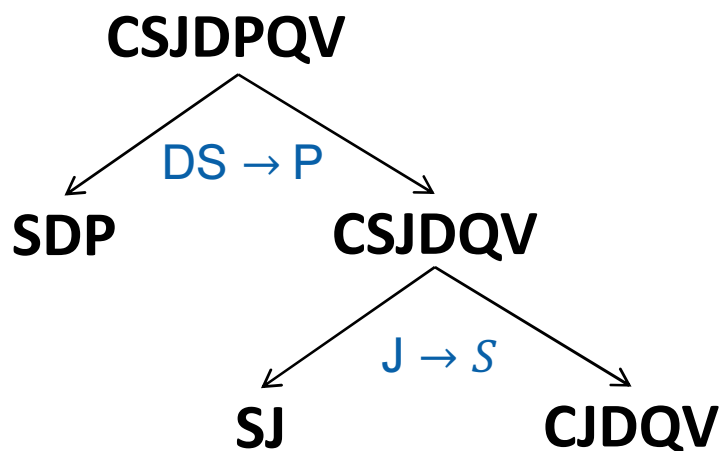 CSJDPQV
DS → P
SDP
CSJDQV
J → S
SJ
CJDQV